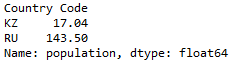 Country Code
KZ     17.04
RU    143.50
Name: population, dtype: float64